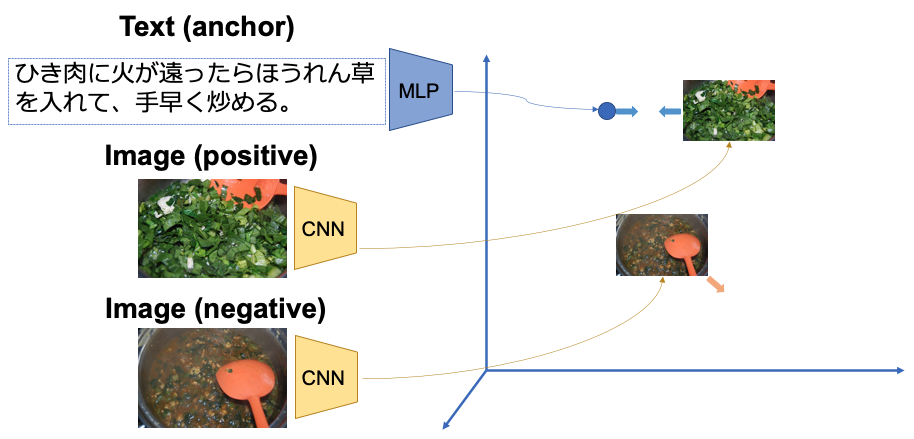 Text (anchor)
ひき肉に火が遠ったらほうれん草
を入れて、手早く炒める。
MLP
Image (positive)
CNN
Image (negative)
CNN